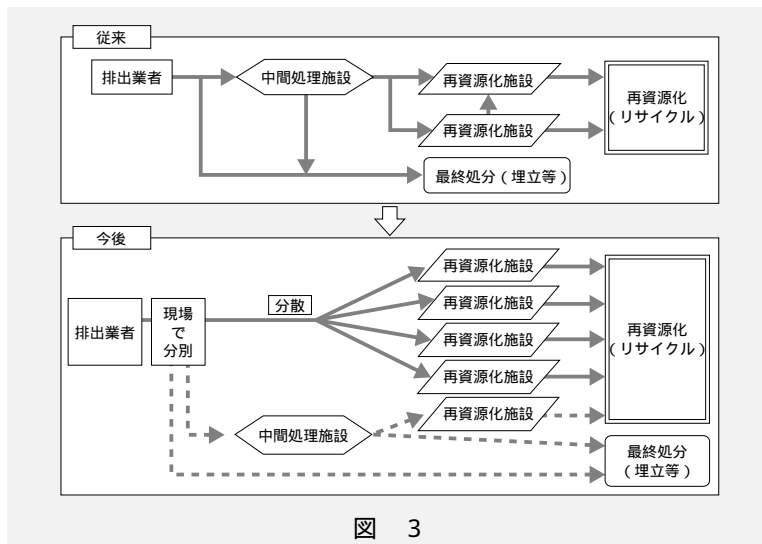 従来
排出業者
中間処理施設
再資源化施設
再資源化施設
再資源化
（リサイクル）
最終処分（埋立等）
今後
排出業者
現場
で
分別
分散
再資源化施設
再資源化施設
再資源化施設
再資源化施設
再資源化施設
中間処理施設
再資源化
（リサイクル）
最終処分
（埋立等）
図　3